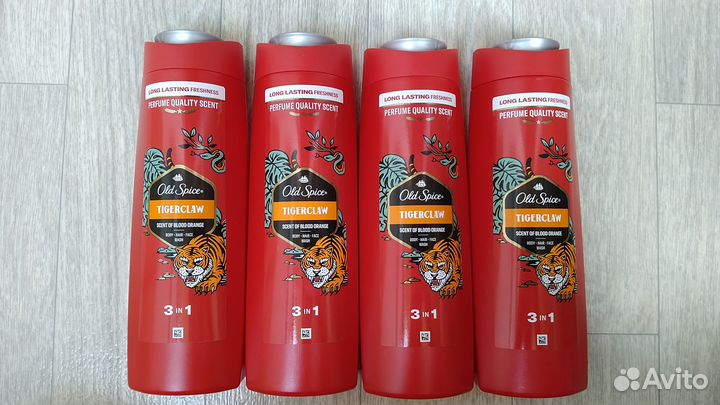 LONG LASTING FRESHNESS
PERFUME QUALITY SCENT
Old Spice
TIGERCLAW
SCENT OF BLOOD ORANGE
BODY · HAIR · FACE
WASH
3 IN 1
LONG LASTING FRESHNESS
PERFUME QUALITY SCENT
Old Spice
TIGERCLAW
SCENT OF BLOOD ORANGE
BODY · HAIR · FACE
WASH
3 IN 1
LONG LASTING FRESHNESS
PERFUME QUALITY SCENT
Old Spice
TIGERCLAW
SCENT OF BLOOD ORANGE
BODY · HAIR · FACE
WASH
3 IN 1
LONG LASTING FRESHNESS
PERFUME QUALITY SCENT
Old Spice
TIGERCLAW
SCENT OF BLOOD ORANGE
BODY · HAIR · FACE
WASH
3 IN 1
Avito